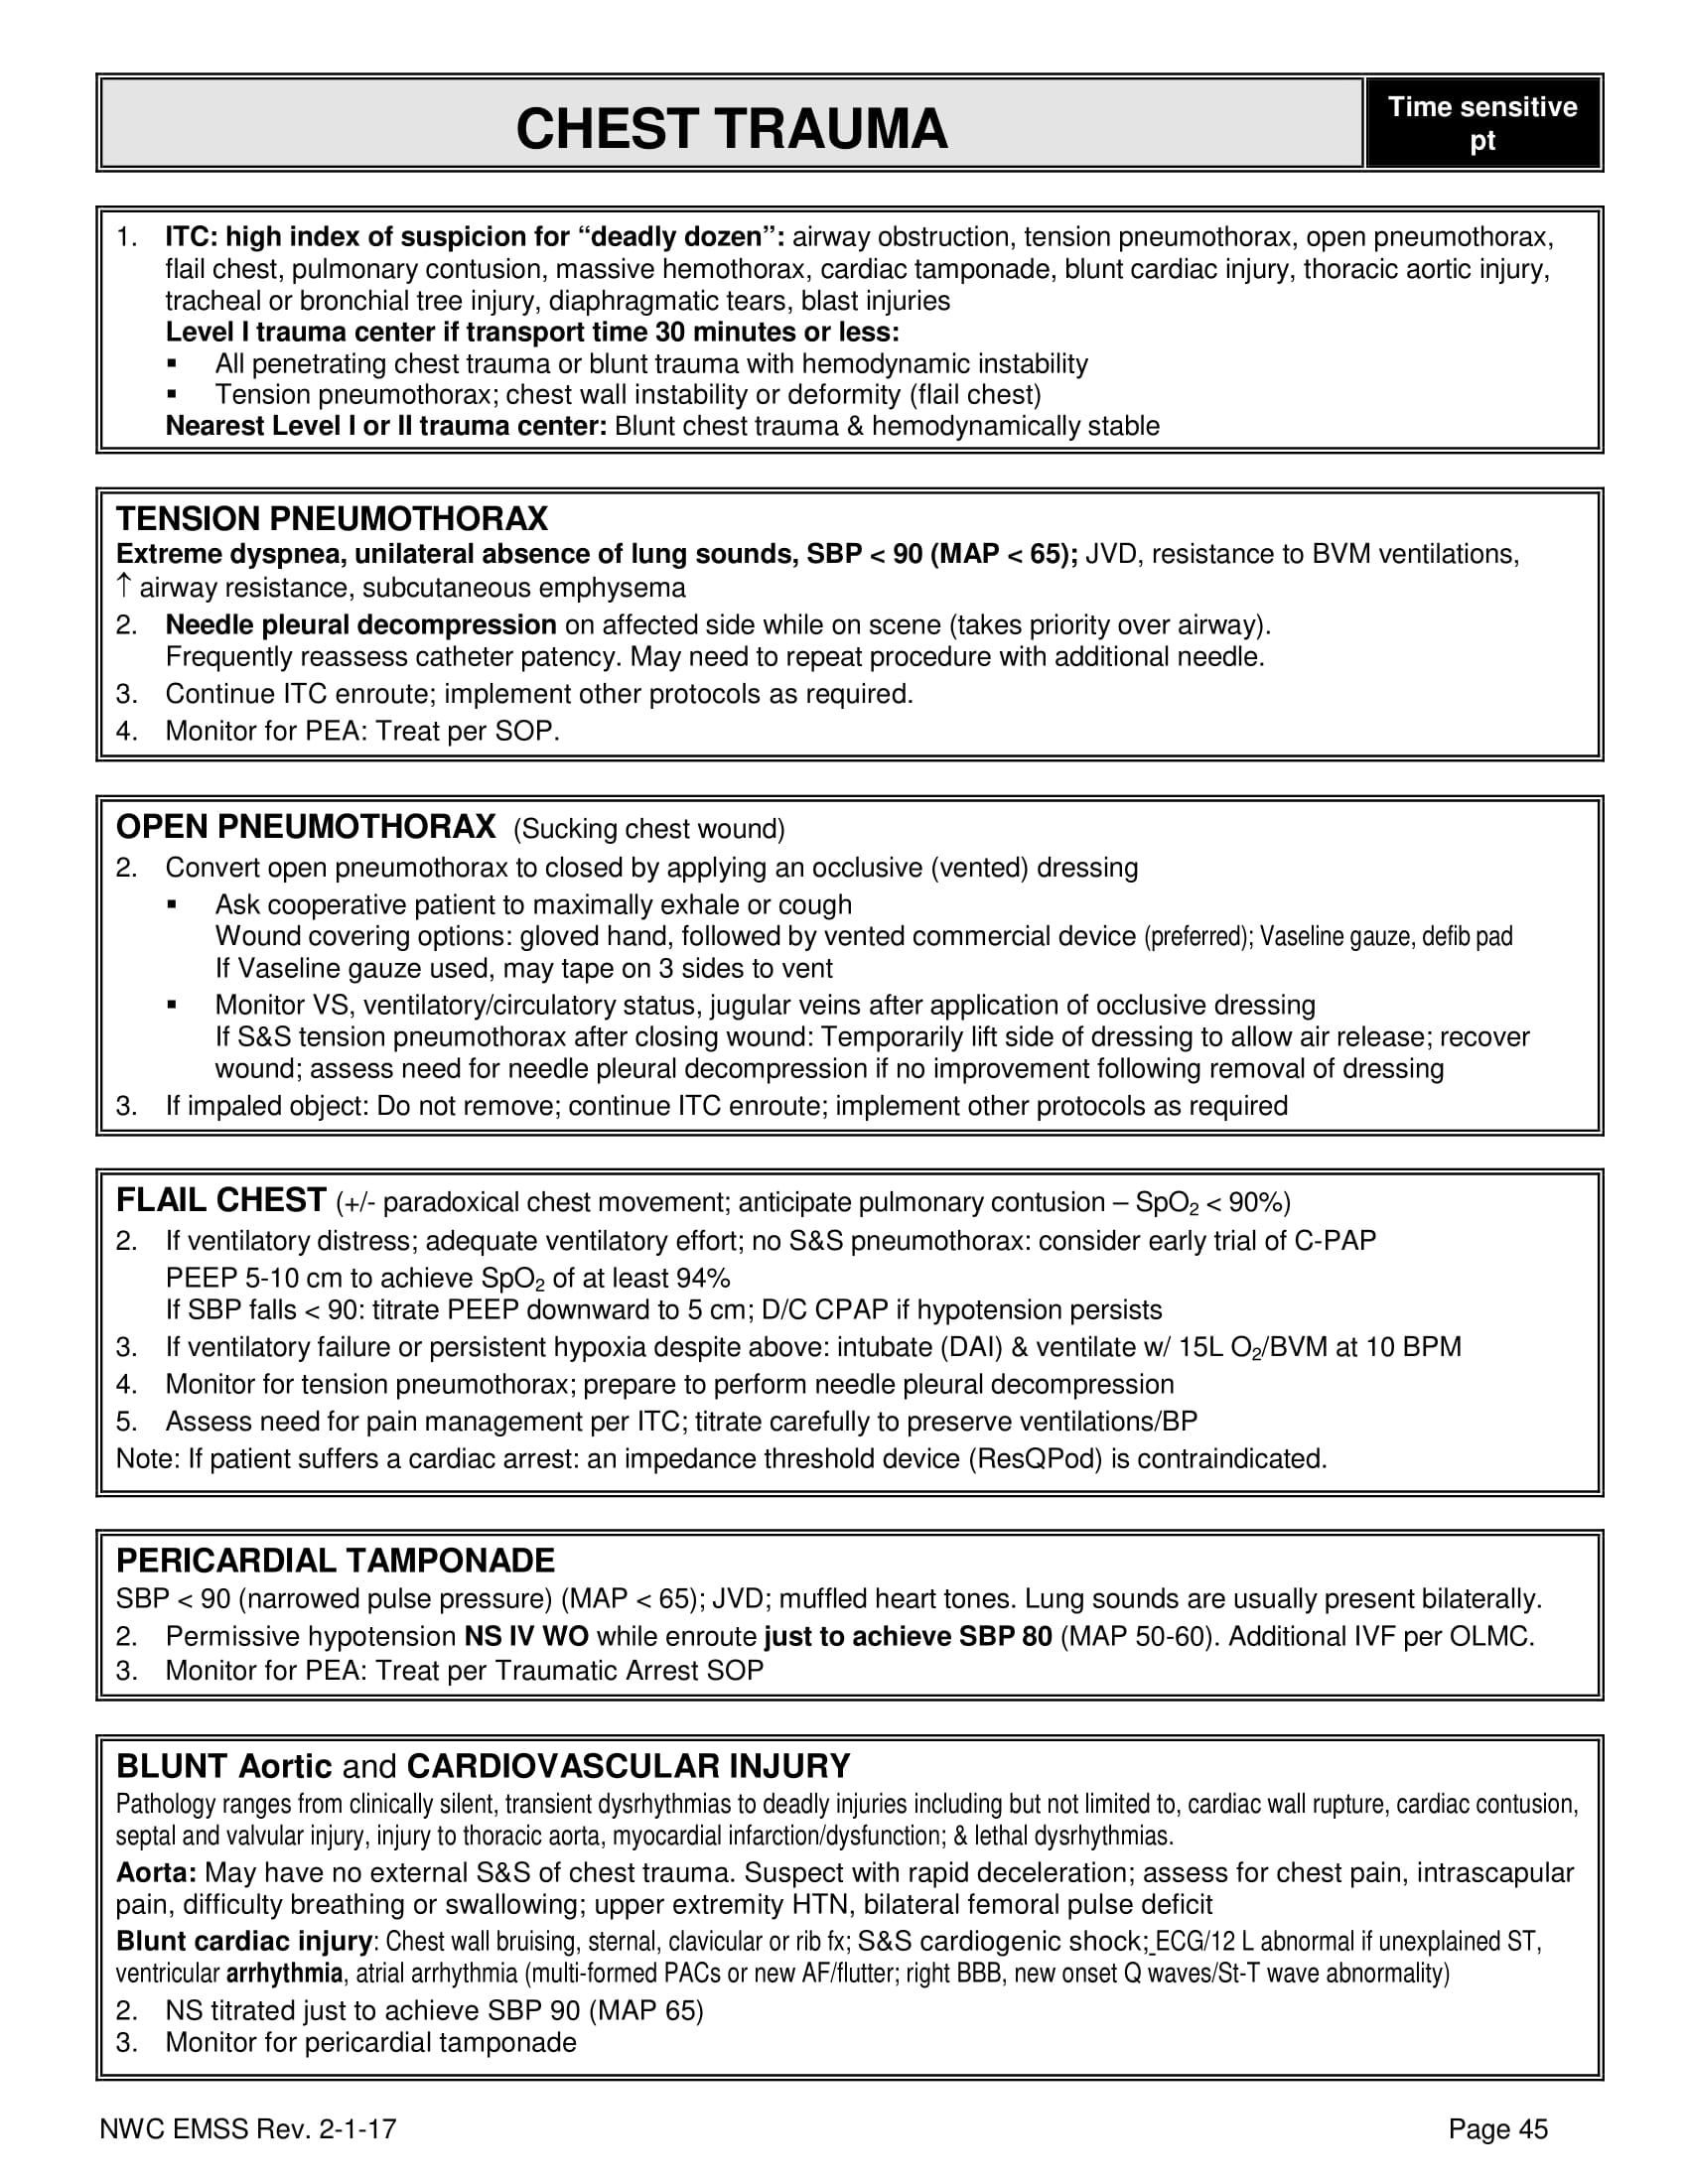 CHEST TRAUMA
Time sensitive
pt
1. ITC: high index of suspicion for “deadly dozen”: airway obstruction, tension pneumothorax, open pneumothorax,
flail chest, pulmonary contusion, massive hemothorax, cardiac tamponade, blunt cardiac injury, thoracic aortic injury,
tracheal or bronchial tree injury, diaphragmatic tears, blast injuries
Level I trauma center if transport time 30 minutes or less:
▪ All penetrating chest trauma or blunt trauma with hemodynamic instability
▪ Tension pneumothorax; chest wall instability or deformity (flail chest)
Nearest Level I or II trauma center: Blunt chest trauma & hemodynamically stable
TENSION PNEUMOTHORAX
Extreme dyspnea, unilateral absence of lung sounds, SBP < 90 (MAP < 65); JVD, resistance to BVM ventilations,
↑ airway resistance, subcutaneous emphysema
2. Needle pleural decompression on affected side while on scene (takes priority over airway).
Frequently reassess catheter patency. May need to repeat procedure with additional needle.
3. Continue ITC enroute; implement other protocols as required.
4. Monitor for PEA: Treat per SOP.
OPEN PNEUMOTHORAX (Sucking chest wound)
2. Convert open pneumothorax to closed by applying an occlusive (vented) dressing
▪ Ask cooperative patient to maximally exhale or cough
Wound covering options: gloved hand, followed by vented commercial device (preferred); Vaseline gauze, defib pad
If Vaseline gauze used, may tape on 3 sides to vent
▪ Monitor VS, ventilatory/circulatory status, jugular veins after application of occlusive dressing
If S&S tension pneumothorax after closing wound: Temporarily lift side of dressing to allow air release; recover
wound; assess need for needle pleural decompression if no improvement following removal of dressing
3. If impaled object: Do not remove; continue ITC enroute; implement other protocols as required
FLAIL CHEST (+/- paradoxical chest movement; anticipate pulmonary contusion – SpO₂ < 90%)
2. If ventilatory distress; adequate ventilatory effort; no S&S pneumothorax: consider early trial of C-PAP
PEEP 5-10 cm to achieve SpO₂ of at least 94%
If SBP falls < 90: titrate PEEP downward to 5 cm; D/C CPAP if hypotension persists
3. If ventilatory failure or persistent hypoxia despite above: intubate (DAI) & ventilate w/ 15L O₂/BVM at 10 BPM
4. Monitor for tension pneumothorax; prepare to perform needle pleural decompression
5. Assess need for pain management per ITC; titrate carefully to preserve ventilations/BP
Note: If patient suffers a cardiac arrest: an impedance threshold device (ResQPod) is contraindicated.
PERICARDIAL TAMPONADE
SBP < 90 (narrowed pulse pressure) (MAP < 65); JVD; muffled heart tones. Lung sounds are usually present bilaterally.
2. Permissive hypotension NS IV WO while enroute just to achieve SBP 80 (MAP 50-60). Additional IVF per OLMC.
3. Monitor for PEA: Treat per Traumatic Arrest SOP
BLUNT Aortic and CARDIOVASCULAR INJURY
Pathology ranges from clinically silent, transient dysrhythmias to deadly injuries including but not limited to, cardiac wall rupture, cardiac contusion,
septal and valvular injury, injury to thoracic aorta, myocardial infarction/dysfunction; & lethal dysrhythmias.
Aorta: May have no external S&S of chest trauma. Suspect with rapid deceleration; assess for chest pain, intrascapular
pain, difficulty breathing or swallowing; upper extremity HTN, bilateral femoral pulse deficit
Blunt cardiac injury: Chest wall bruising, sternal, clavicular or rib fx; S&S cardiogenic shock; ECG/12 L abnormal if unexplained ST,
ventricular arrhythmia, atrial arrhythmia (multi-formed PACs or new AF/flutter; right BBB, new onset Q waves/St-T wave abnormality)
2. NS titrated just to achieve SBP 90 (MAP 65)
3. Monitor for pericardial tamponade
NWC EMSS Rev. 2-1-17
Page 45